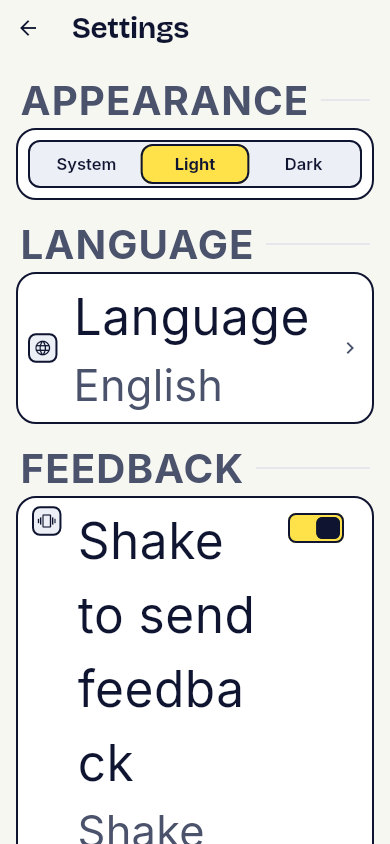 Settings
APPEARANCE
System Light Dark
LANGUAGE
Language
English
FEEDBACK
Shake
to send
feedba
ck
Shake